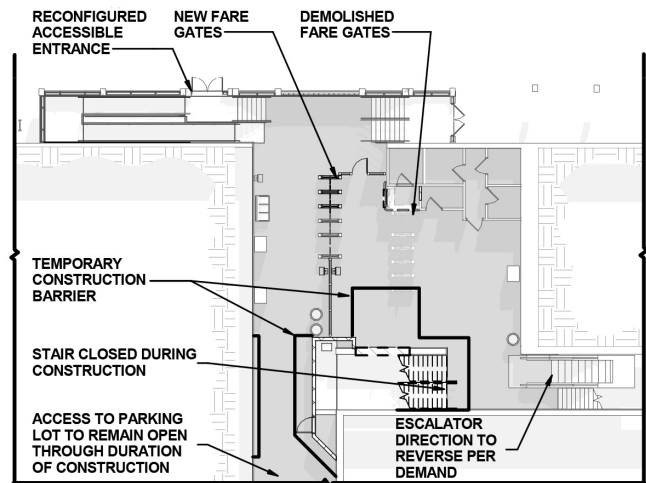 RECONFIGURED
ACCESSIBLE
ENTRANCE
NEW FARE
GATES
DEMOLISHED
FARE GATES
TEMPORARY
CONSTRUCTION
BARRIER
STAIR CLOSED DURING
CONSTRUCTION
ACCESS TO PARKING
LOT TO REMAIN OPEN
THROUGH DURATION
OF CONSTRUCTION
ESCALATOR
DIRECTION TO
REVERSE PER
DEMAND